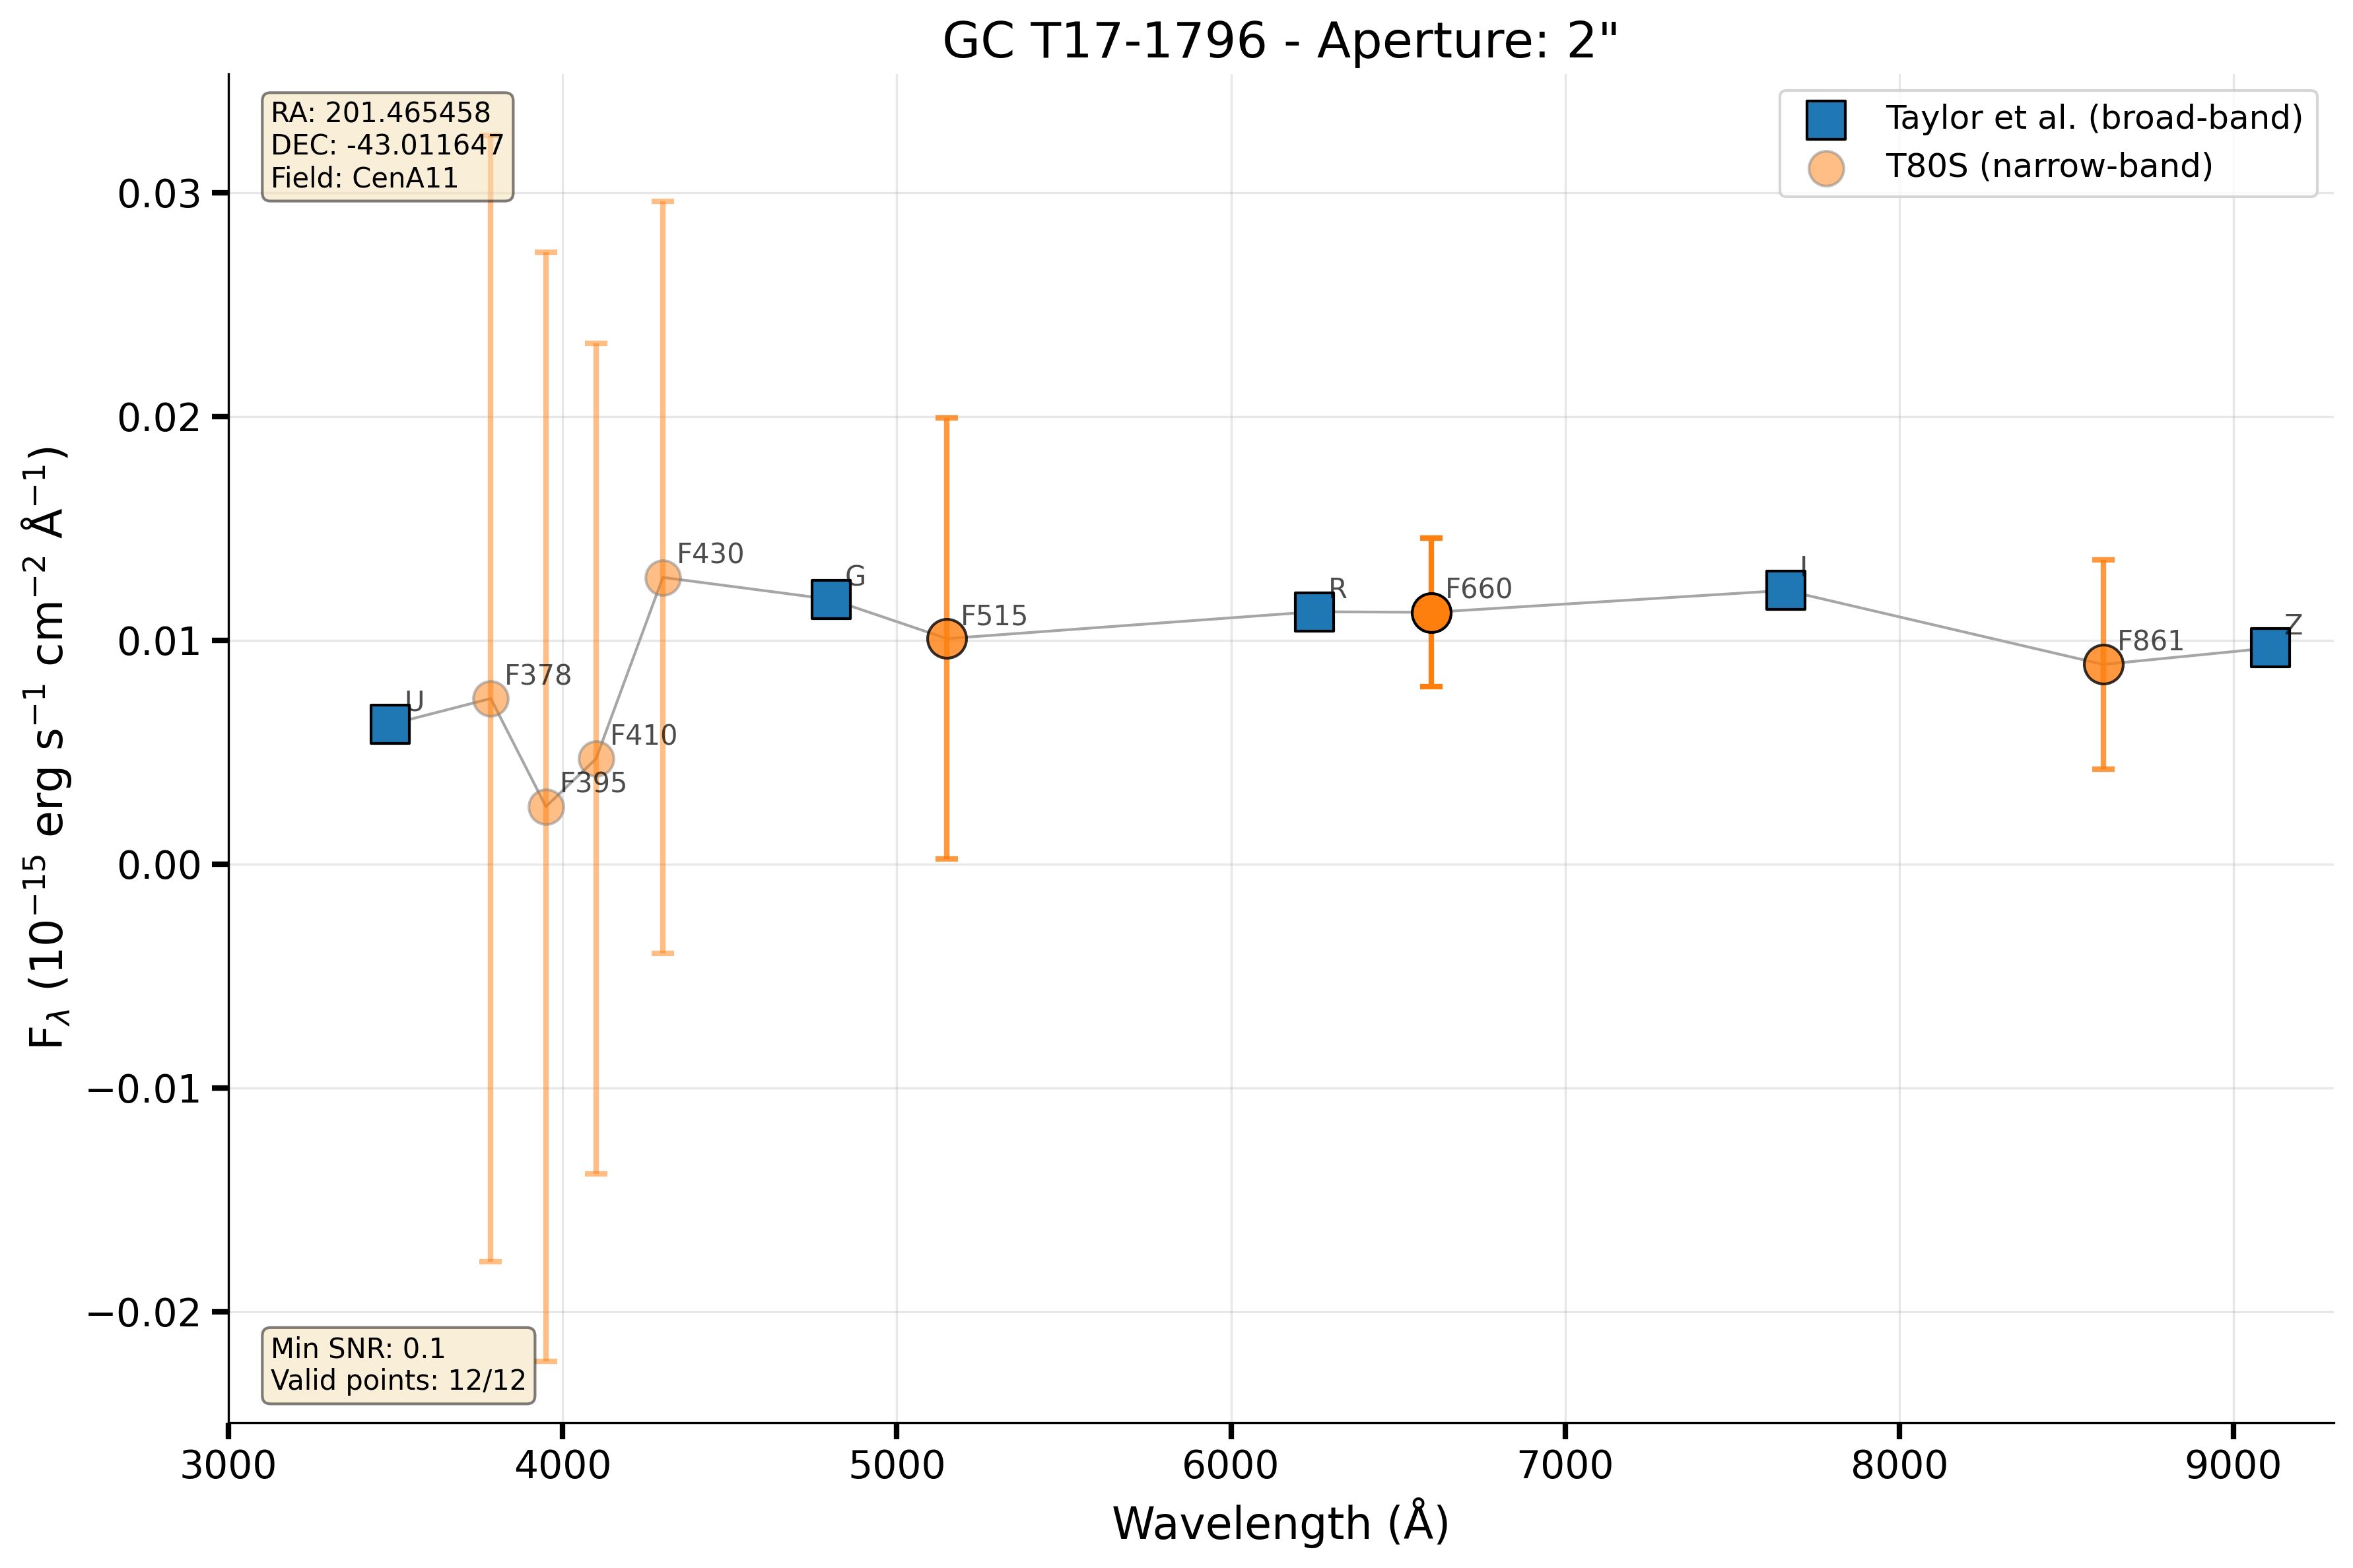 GC T17-1796 - Aperture: 2"
RA: 201.465458
DEC: -43.011647
Field: CenA11
Taylor et al. (broad-band)
T80S (narrow-band)
F_λ (10⁻¹⁵ erg s⁻¹ cm⁻² Å⁻¹)
0.03
0.02
0.01
0.00
−0.01
−0.02
U
F378
F395
F410
F430
G
F515
R
F660
I
F861
Z
Min SNR: 0.1
Valid points: 12/12
3000 4000 5000 6000 7000 8000 9000
Wavelength (Å)